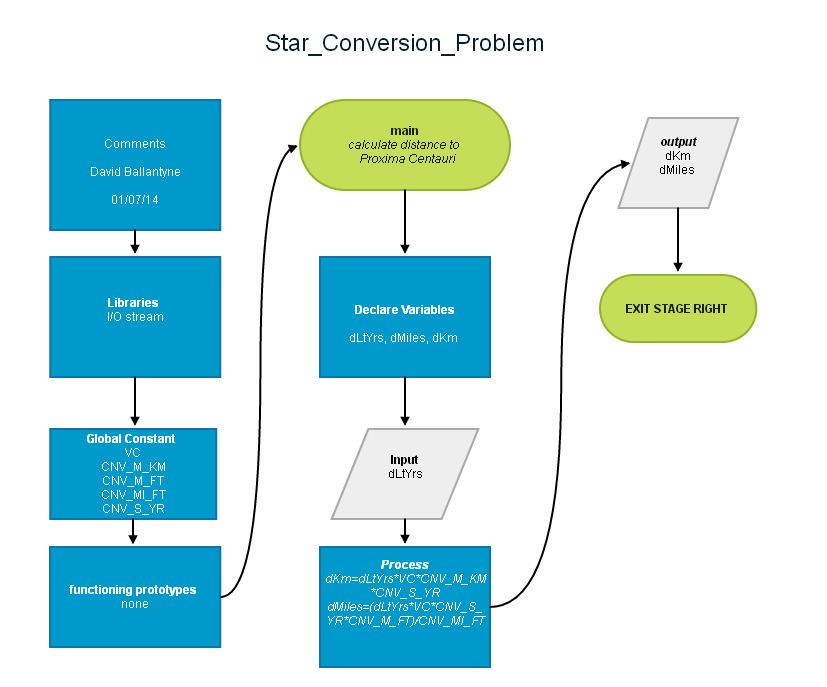 Star_Conversion_Problem
Comments
David Ballantyne
01/07/14
Libraries
I/O stream
Global Constant
VC
CNV_M_KM
CNV_M_FT
CNV_MI_FT
CNV_S_YR
functioning prototypes
none
main
calculate distance to
Proxima Centauri
Declare Variables
dLtYrs, dMiles, dKm
Input
dLtYrs
Process
dKm=dLtYrs*VC*CNV_M_KM
*CNV_S_YR
dMiles=(dLtYrs*VC*CNV_S_
YR*CNV_M_FT)/CNV_MI_FT
output
dKm
dMiles
EXIT STAGE RIGHT